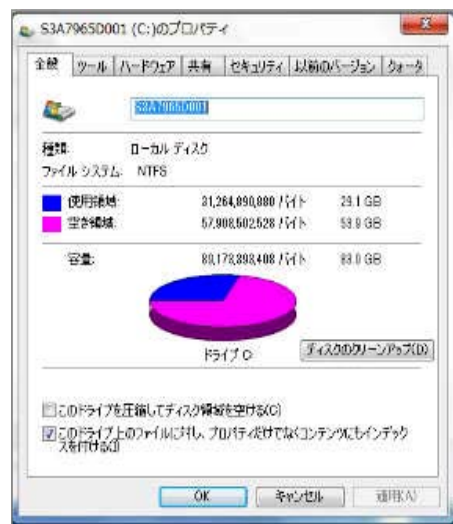 S3A7965D001 (C:)のプロパティ
全般 ツール ハードウェア 共有 セキュリティ 以前のバージョン クォータ
S3A7965D001
種類: ローカル ディスク
ファイル システム: NTFS
使用領域: 31,264,890,880 バイト 29.1 GB
空き領域: 57,908,502,528 バイト 53.9 GB
容量: 89,173,393,408 バイト 83.0 GB
ドライブ C:
ディスクのクリーンアップ(D)
このドライブを圧縮してディスク領域を空ける(C)
このドライブ上のファイルに対し、プロパティだけでなくコンテンツにもインデック
スを付ける(I)
OK キャンセル 適用(A)